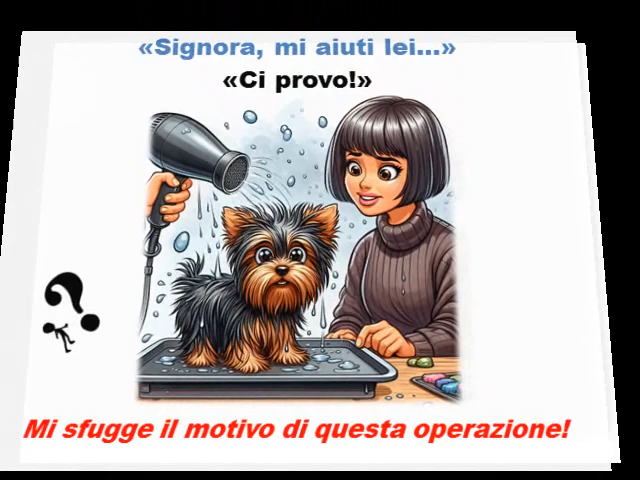 «Signora, mi aiuti lei...»
«Ci provo!»
?
Mi sfugge il motivo di questa operazione!